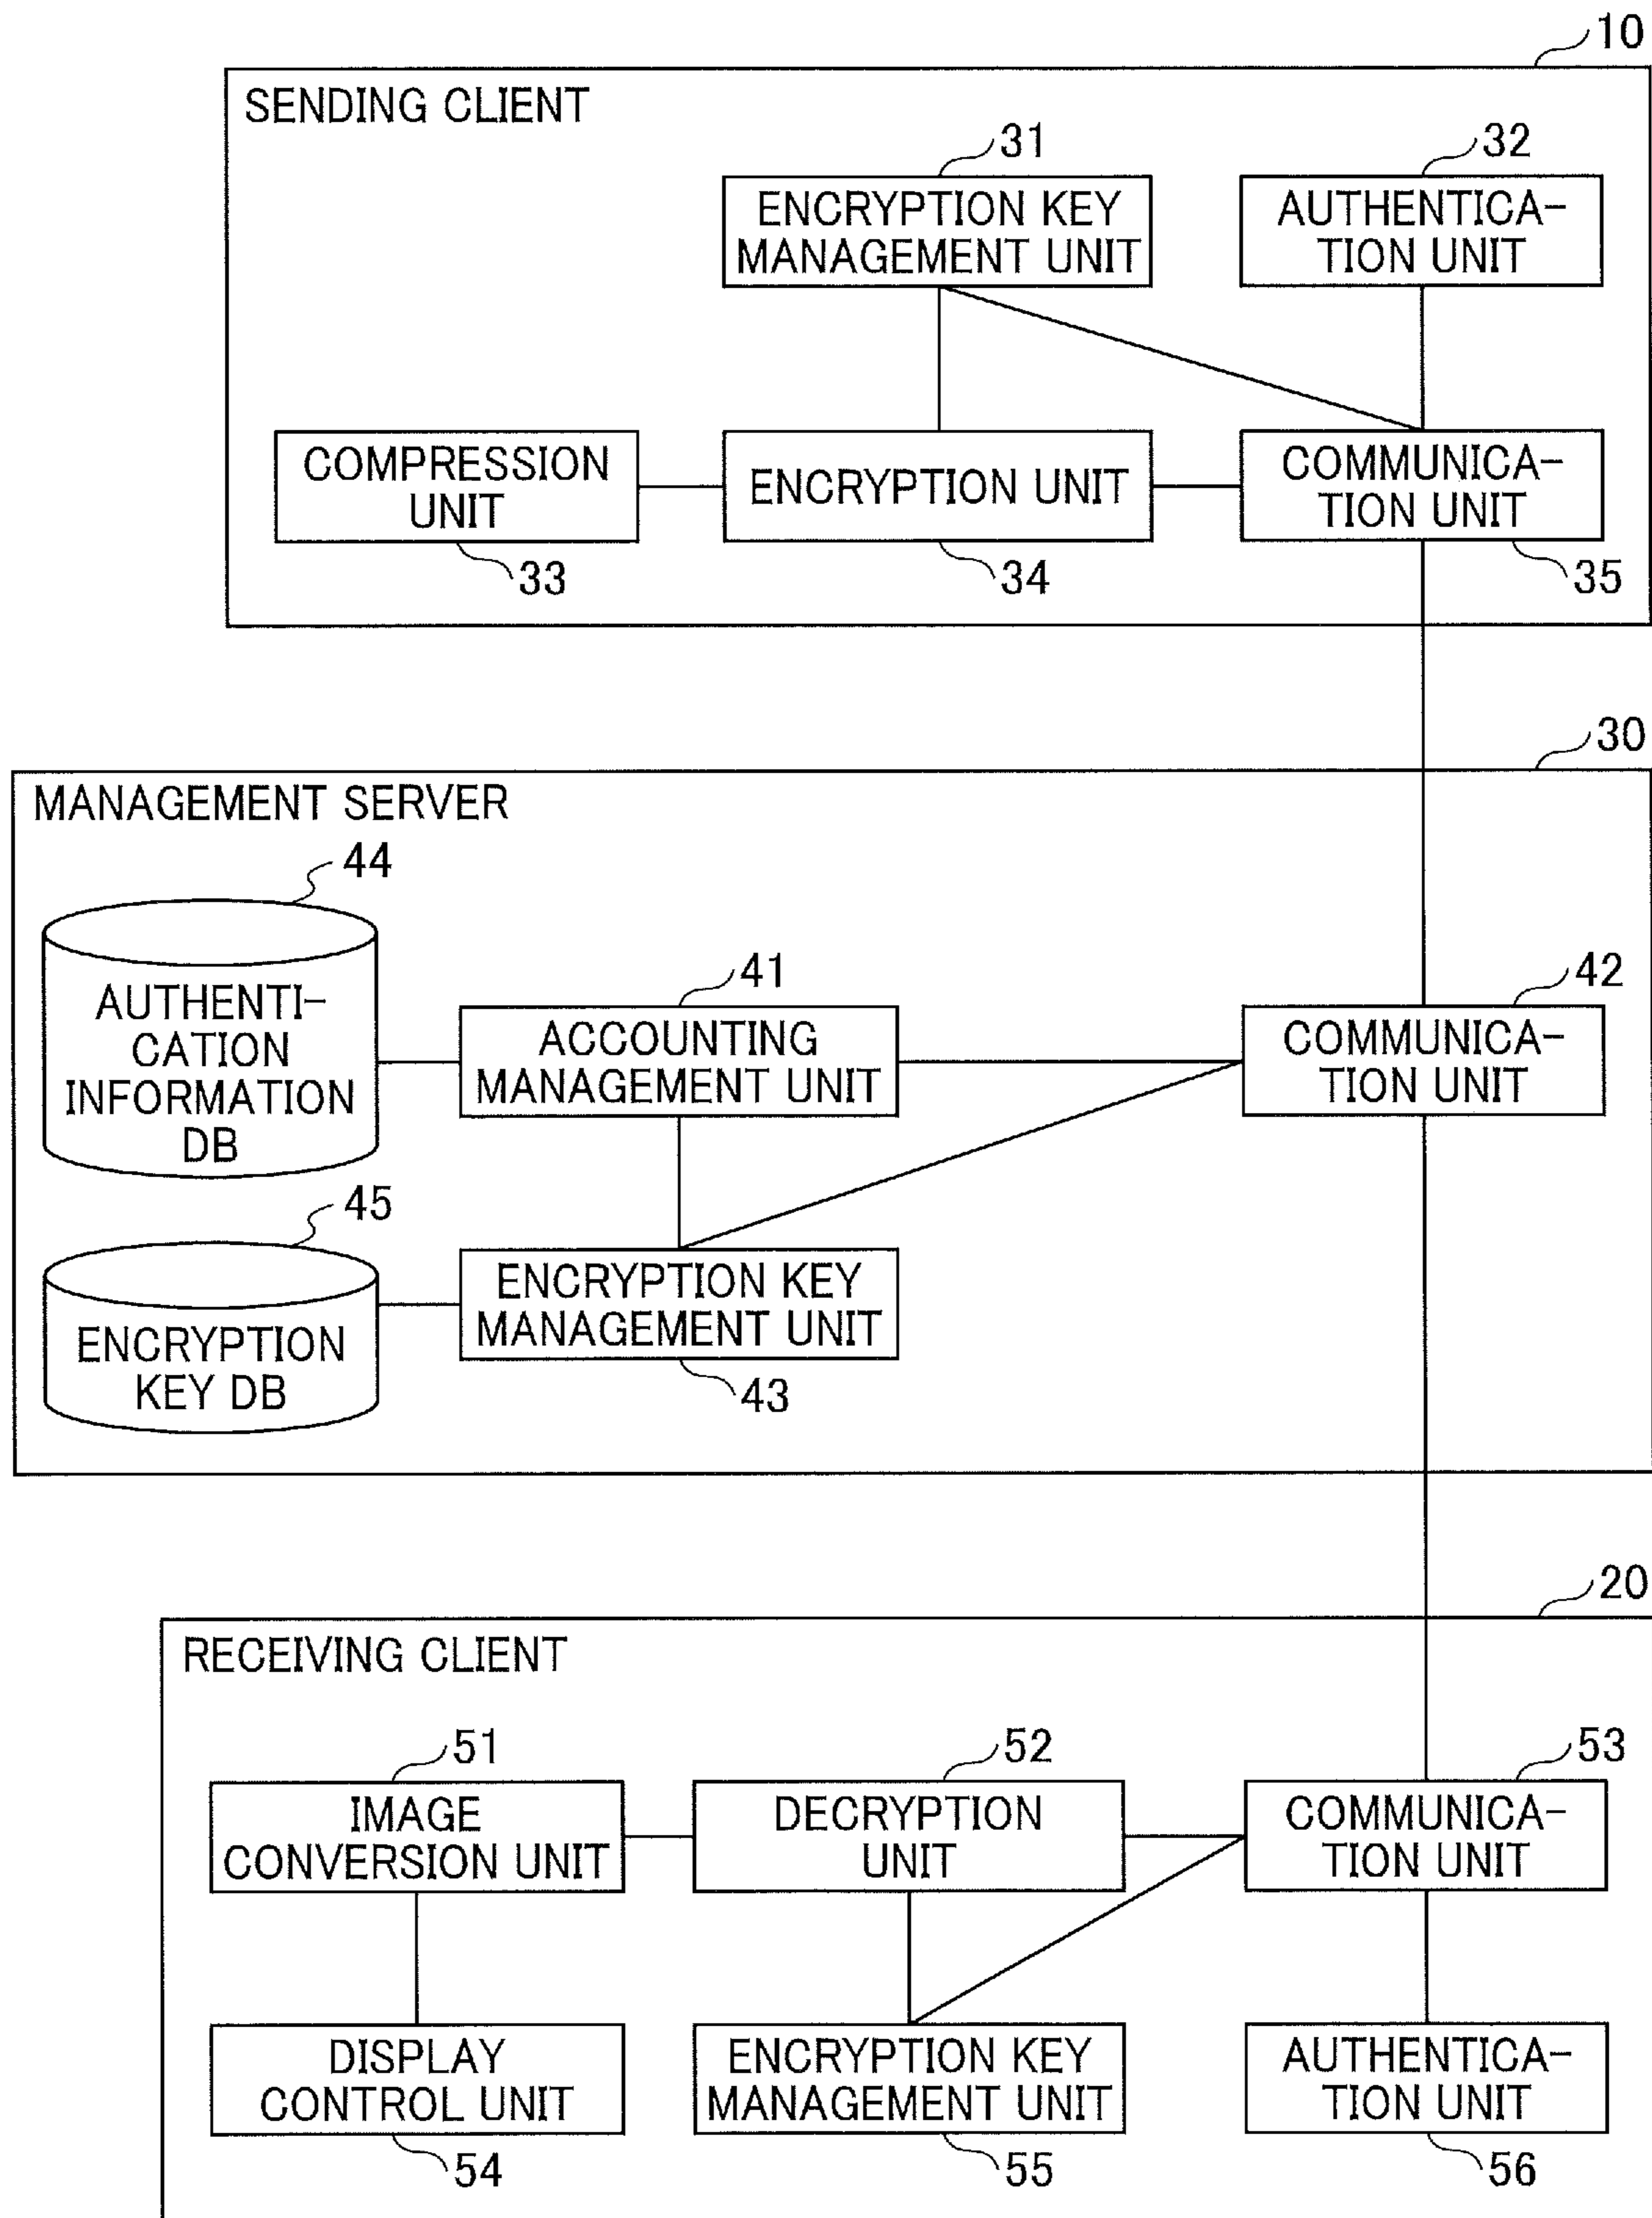 10
SENDING CLIENT
31
32
ENCRYPTION KEY
MANAGEMENT UNIT
AUTHENTICA-
TION UNIT
COMPRESSION
UNIT
ENCRYPTION UNIT
COMMUNICA-
TION UNIT
33
34
35
30
MANAGEMENT SERVER
44
AUTHENTI-
CATION
INFORMATION
DB
41
ACCOUNTING
MANAGEMENT UNIT
42
COMMUNICA-
TION UNIT
45
ENCRYPTION
KEY DB
ENCRYPTION KEY
MANAGEMENT UNIT
43
20
RECEIVING CLIENT
51
52
53
IMAGE
CONVERSION UNIT
DECRYPTION
UNIT
COMMUNICA-
TION UNIT
DISPLAY
CONTROL UNIT
ENCRYPTION KEY
MANAGEMENT UNIT
AUTHENTICA-
TION UNIT
54
55
56